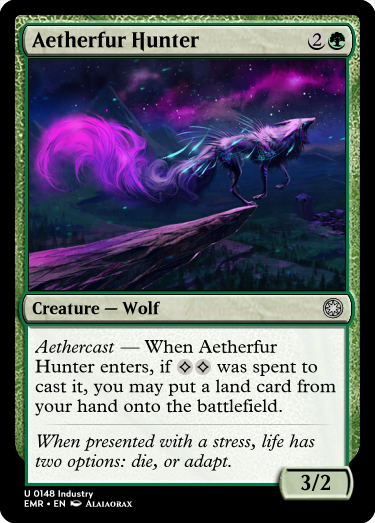 Aetherfur Hunter 2
Creature — Wolf
Aethercast — When Aetherfur
Hunter enters, if was spent to
cast it, you may put a land card from
your hand onto the battlefield.
When presented with a stress, life has
two options: die, or adapt.
3/2
U 0148 Industry
EMR • EN Alaiaorax